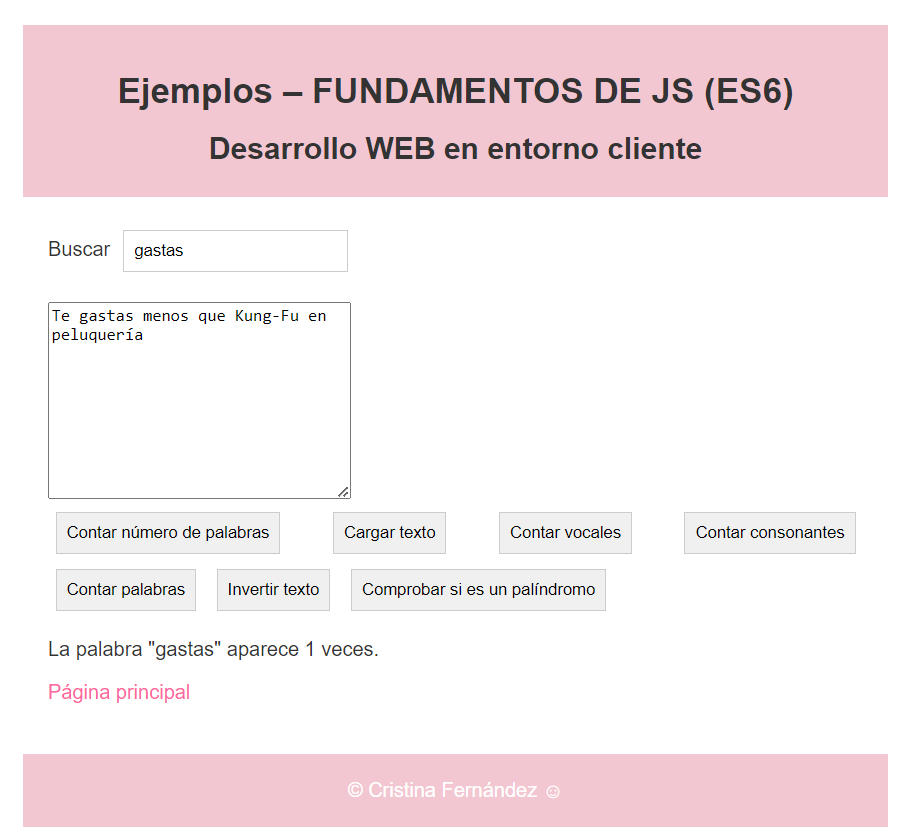 Ejemplos – FUNDAMENTOS DE JS (ES6)
Desarrollo WEB en entorno cliente
Buscar gastas
Te gastas menos que Kung-Fu en
peluquería
Contar número de palabras Cargar texto Contar vocales Contar consonantes
Contar palabras Invertir texto Comprobar si es un palíndromo
La palabra "gastas" aparece 1 veces.
Página principal
© Cristina Fernández ☺